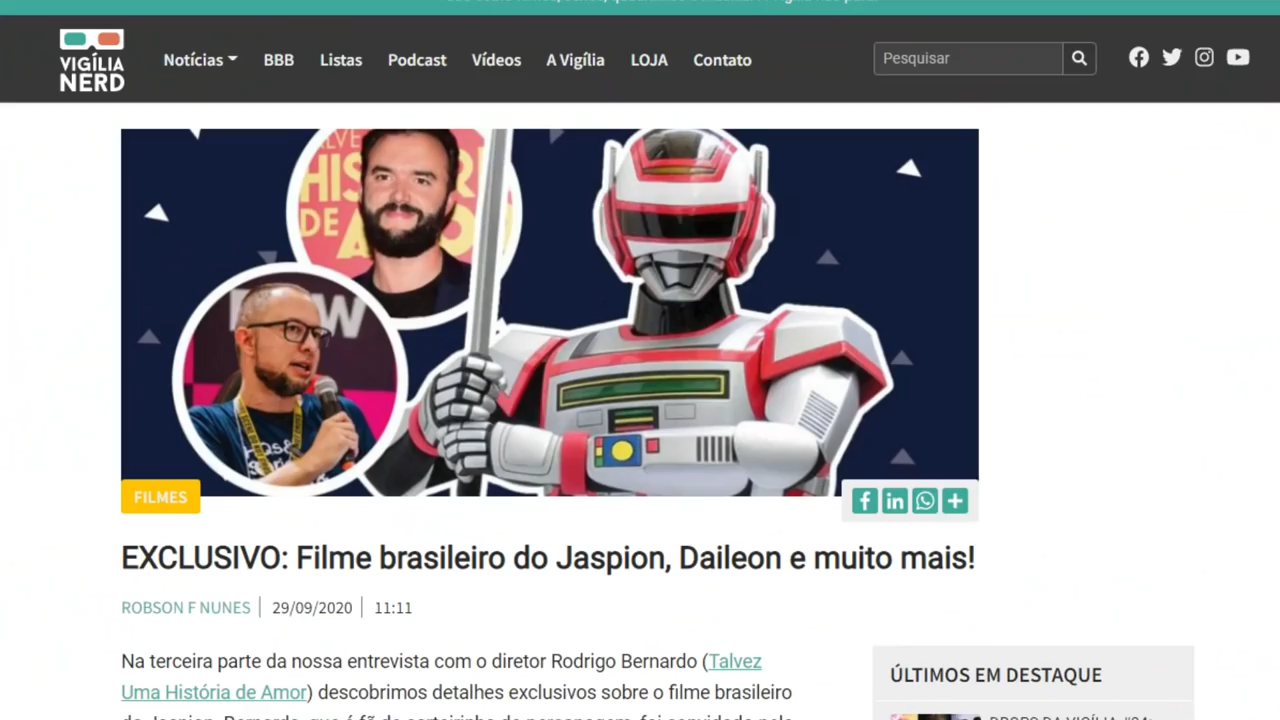 VIGÍLIA
NERD
Notícias BBB Listas Podcast Vídeos A Vigília LOJA Contato
Pesquisar
HIS
DE
FILMES
EXCLUSIVO: Filme brasileiro do Jaspion, Daileon e muito mais!
ROBSON F NUNES 29/09/2020 11:11
Na terceira parte da nossa entrevista com o diretor Rodrigo Bernardo (Talvez
Uma História de Amor) descobrimos detalhes exclusivos sobre o filme brasileiro
ÚLTIMOS EM DESTAQUE